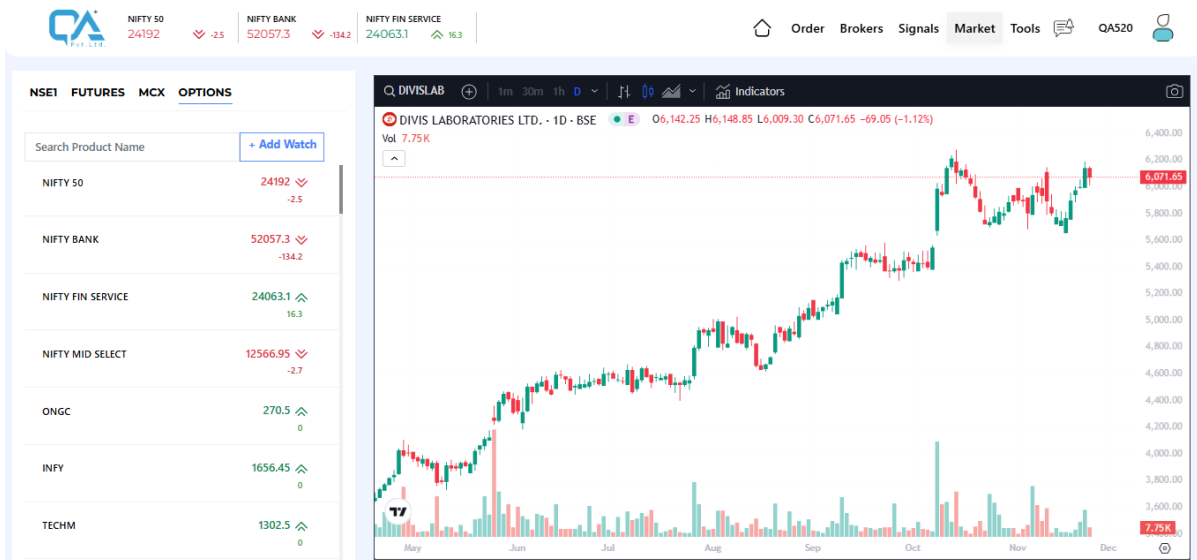 QA
Pvt.Ltd.
NIFTY 50
24192 -2.5
NIFTY BANK
52057.3 -134.2
NIFTY FIN SERVICE
24063.1 16.3
Order Brokers Signals Market Tools QA520
NSE1 FUTURES MCX OPTIONS
Search Product Name + Add Watch
NIFTY 50 24192
-2.5
NIFTY BANK 52057.3
-134.2
NIFTY FIN SERVICE 24063.1
16.3
NIFTY MID SELECT 12566.95
-2.7
ONGC 270.5
0
INFY 1656.45
0
TECHM 1302.5
0
DIVISLAB 1m 30m 1h D Indicators
DIVIS LABORATORIES LTD. · 1D · BSE E O6,142.25 H6,148.85 L6,009.30 C6,071.65 -69.05 (-1.12%)
Vol 7.75K
6,400.00
6,200.00
6,071.65
6,000.00
5,800.00
5,600.00
5,400.00
5,200.00
5,000.00
4,800.00
4,600.00
4,400.00
4,200.00
4,000.00
3,800.00
3,600.00
7.75K
May Jun Jul Aug Sep Oct Nov Dec